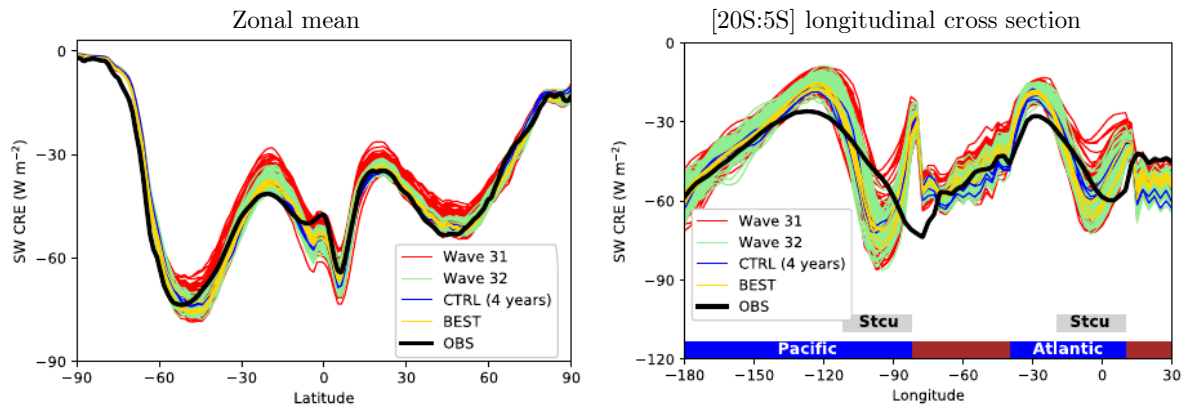 Zonal mean
0
−30
−60
−90
SW CRE (W m⁻²)
−90 −60 −30 0 30 60 90
Latitude
Wave 31
Wave 32
CTRL (4 years)
BEST
OBS
[20S:5S] longitudinal cross section
0
−30
−60
−90
−120
SW CRE (W m⁻²)
Wave 31
Wave 32
CTRL (4 years)
BEST
OBS
Stcu Stcu
Pacific Atlantic
−180 −150 −120 −90 −60 −30 0 30
Longitude